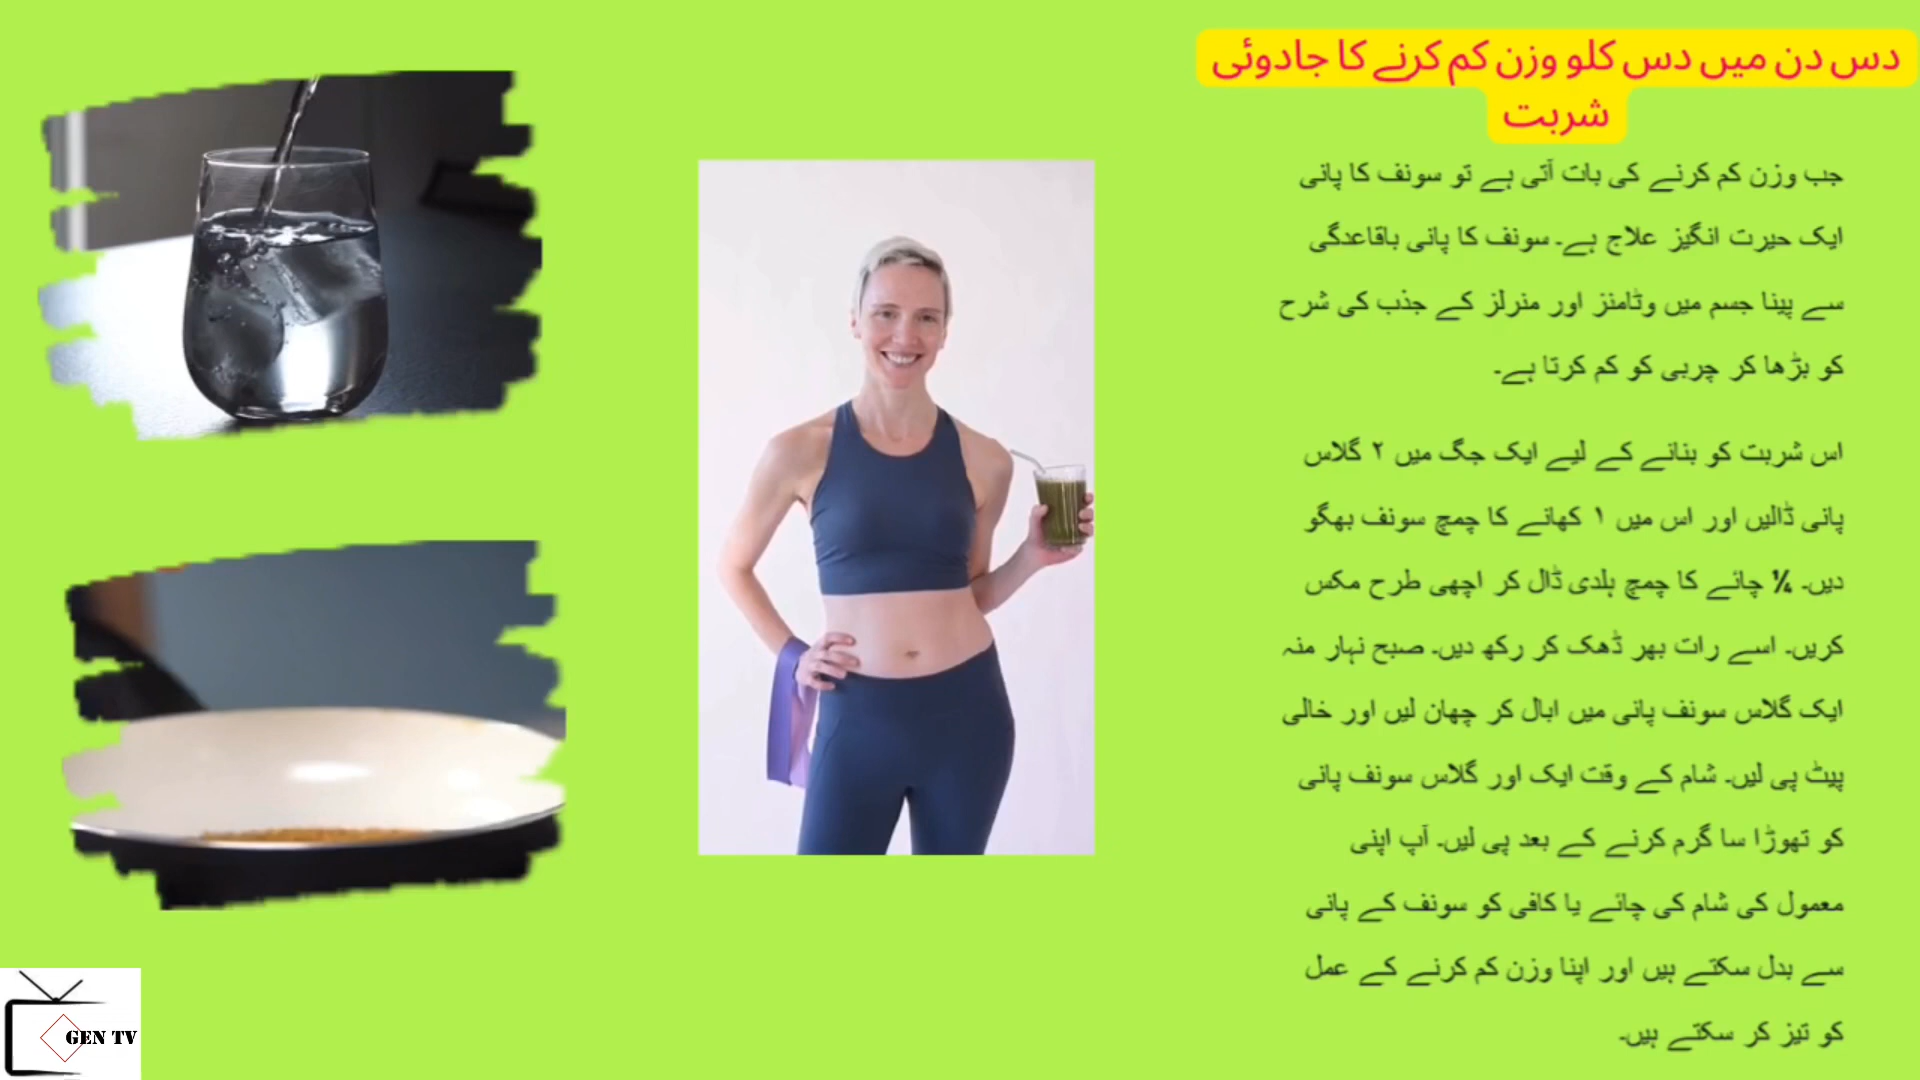 دس دن میں دس کلو وزن کم کرنے کا جادوئی
شربت
جب وزن کم کرنے کی بات آتی ہے تو سونف کا پانی
ایک حیرت انگیز علاج ہے۔ سونف کا پانی باقاعدگی
سے پینا جسم میں وٹامنز اور منرلز کے جذب کی شرح
کو بڑھا کر چربی کو کم کرتا ہے۔
اس شربت کو بنانے کے لیے ایک جگ میں ۲ گلاس
پانی ڈالیں اور اس میں ۱ کھانے کا چمچ سونف بھگو
دیں۔ ¼ چائے کا چمچ ہلدی ڈال کر اچھی طرح مکس
کریں۔ اسے رات بھر ڈھک کر رکھ دیں۔ صبح نہار منہ
ایک گلاس سونف پانی میں ابال کر چھان لیں اور خالی
پیٹ پی لیں۔ شام کے وقت ایک اور گلاس سونف پانی
کو تھوڑا سا گرم کرنے کے بعد پی لیں۔ آپ اپنی
معمول کی شام کی چائے یا کافی کو سونف کے پانی
سے بدل سکتے ہیں اور اپنا وزن کم کرنے کے عمل
کو تیز کر سکتے ہیں۔
GEN TV